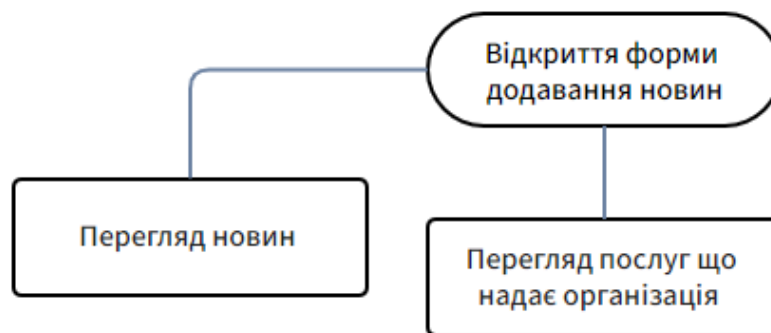 Відкриття форми
додавання новин
Перегляд новин
Перегляд послуг що
надає організація